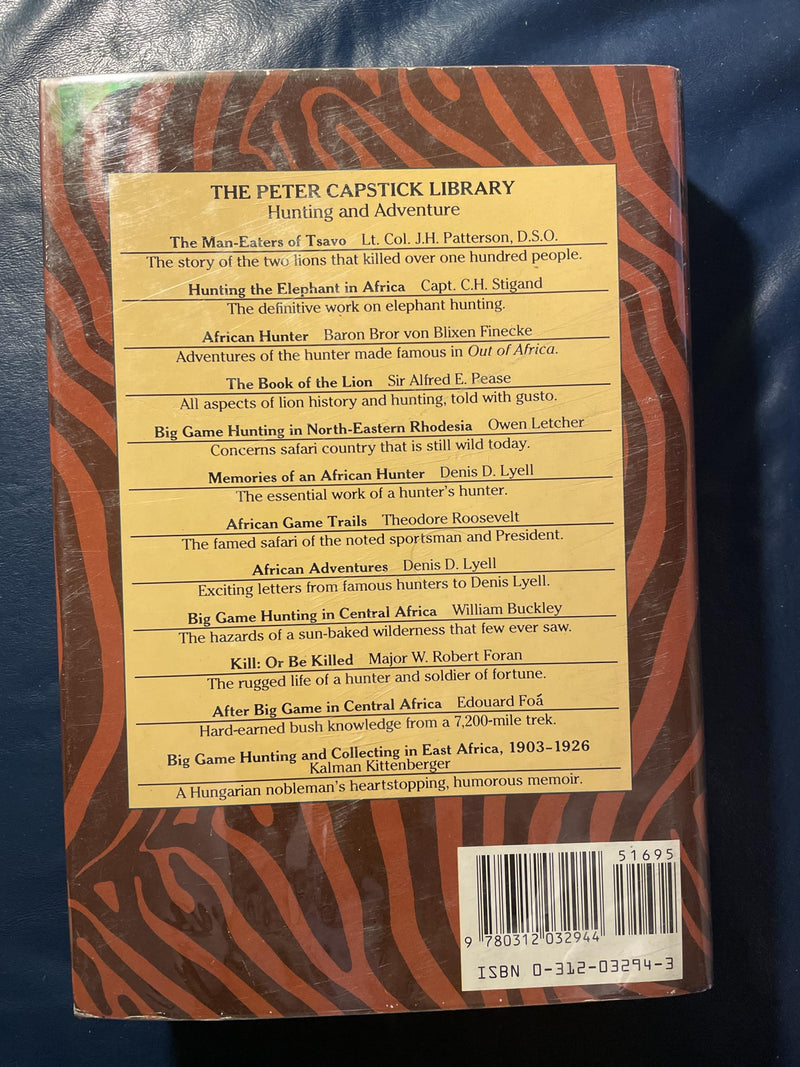 THE PETER CAPSTICK LIBRARY
Hunting and Adventure
The Man-Eaters of Tsavo Lt. Col. J.H. Patterson, D.S.O.
The story of the two lions that killed over one hundred people.
Hunting the Elephant in Africa Capt. C.H. Stigand
The definitive work on elephant hunting.
African Hunter Baron Bror von Blixen Finecke
Adventures of the hunter made famous in Out of Africa.
The Book of the Lion Sir Alfred E. Pease
All aspects of lion history and hunting, told with gusto.
Big Game Hunting in North-Eastern Rhodesia Owen Letcher
Concerns safari country that is still wild today.
Memories of an African Hunter Denis D. Lyell
The essential work of a hunter's hunter.
African Game Trails Theodore Roosevelt
The famed safari of the noted sportsman and President.
African Adventures Denis D. Lyell
Exciting letters from famous hunters to Denis Lyell.
Big Game Hunting in Central Africa William Buckley
The hazards of a sun-baked wilderness that few ever saw.
Kill: Or Be Killed Major W. Robert Foran
The rugged life of a hunter and soldier of fortune.
After Big Game in Central Africa Edouard Foá
Hard-earned bush knowledge from a 7,200-mile trek.
Big Game Hunting and Collecting in East Africa, 1903–1926
Kalman Kittenberger
A Hungarian nobleman's heartstopping, humorous memoir.
51695
9 780312 032944
ISBN 0-312-03294-3